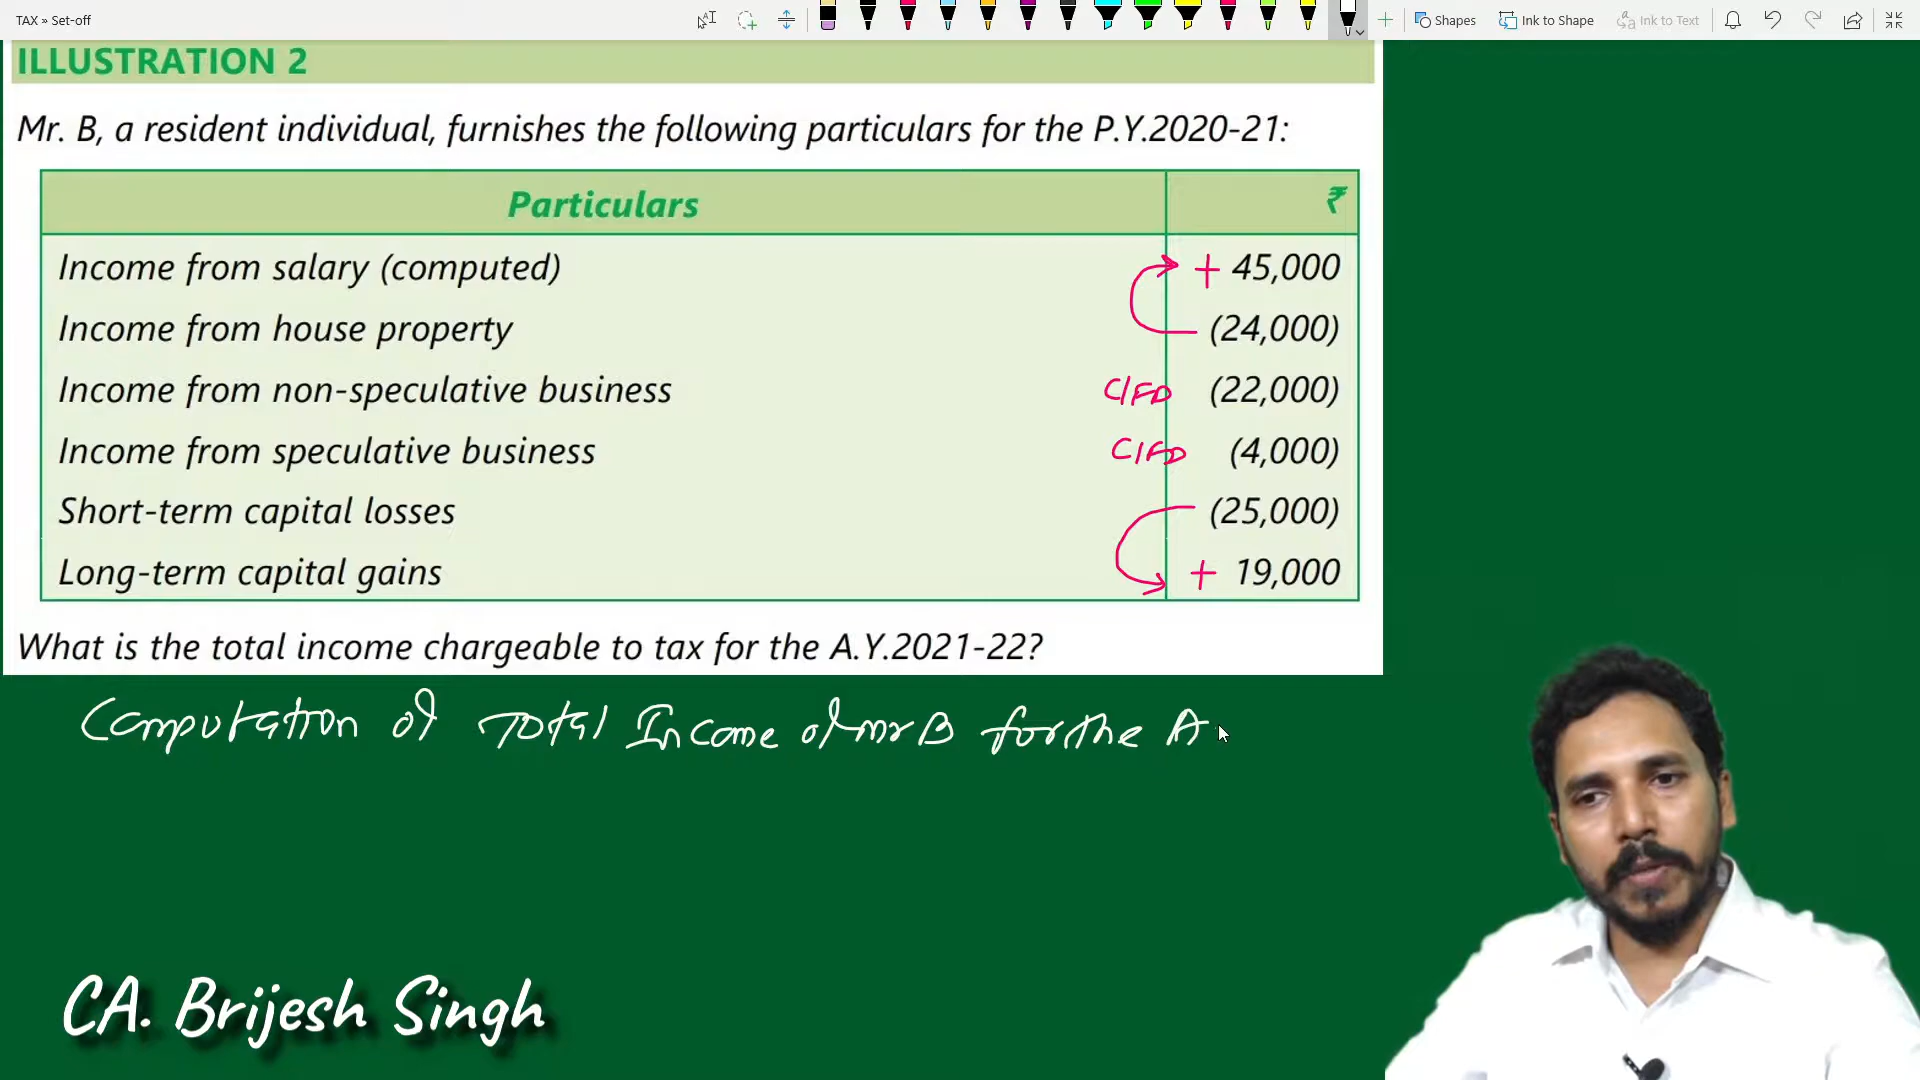 TAX » Set-off
Shapes Ink to Shape Ink to Text
ILLUSTRATION 2
Mr. B, a resident individual, furnishes the following particulars for the P.Y.2020-21:
Particulars ₹
Income from salary (computed) + 45,000
Income from house property (24,000)
Income from non-speculative business C/FD (22,000)
Income from speculative business C/FD (4,000)
Short-term capital losses (25,000)
Long-term capital gains + 19,000
What is the total income chargeable to tax for the A.Y.2021-22?
Computation of Total Income of Mr B for the A
CA. Brijesh Singh